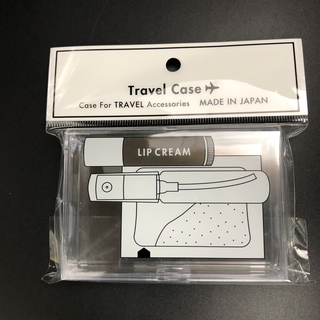 Travel Case
Case For TRAVEL Accessories MADE IN JAPAN
LIP CREAM